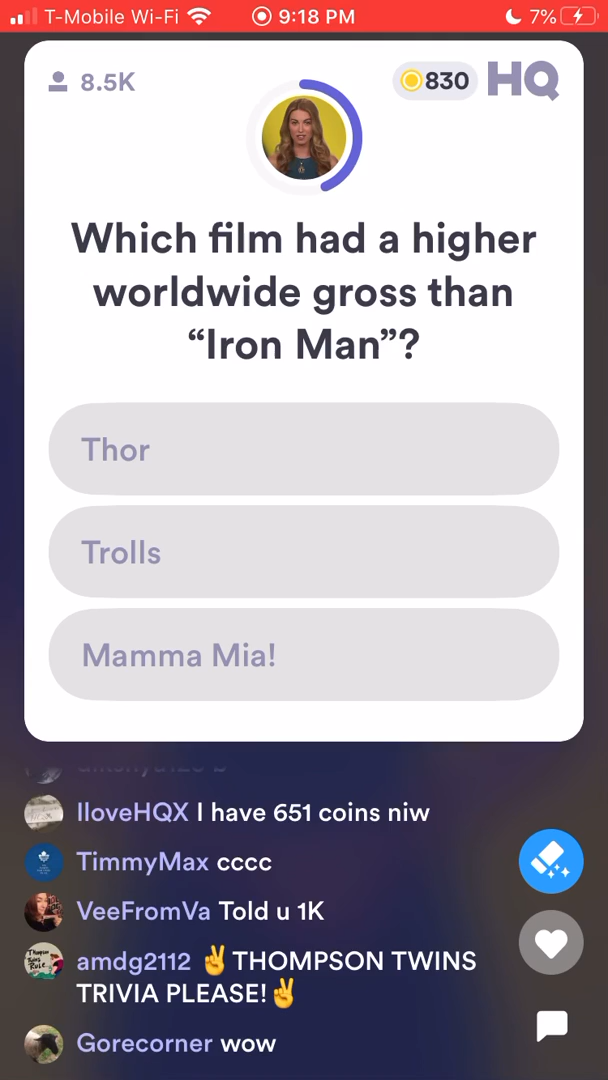 T-Mobile Wi-Fi 9:18 PM 7%
8.5K 830 HQ
Which film had a higher
worldwide gross than
“Iron Man”?
Thor
Trolls
Mamma Mia!
IloveHQX I have 651 coins niw
TimmyMax cccc
VeeFromVa Told u 1K
amdg2112 ✌️THOMPSON TWINS
TRIVIA PLEASE!✌️
Gorecorner wow